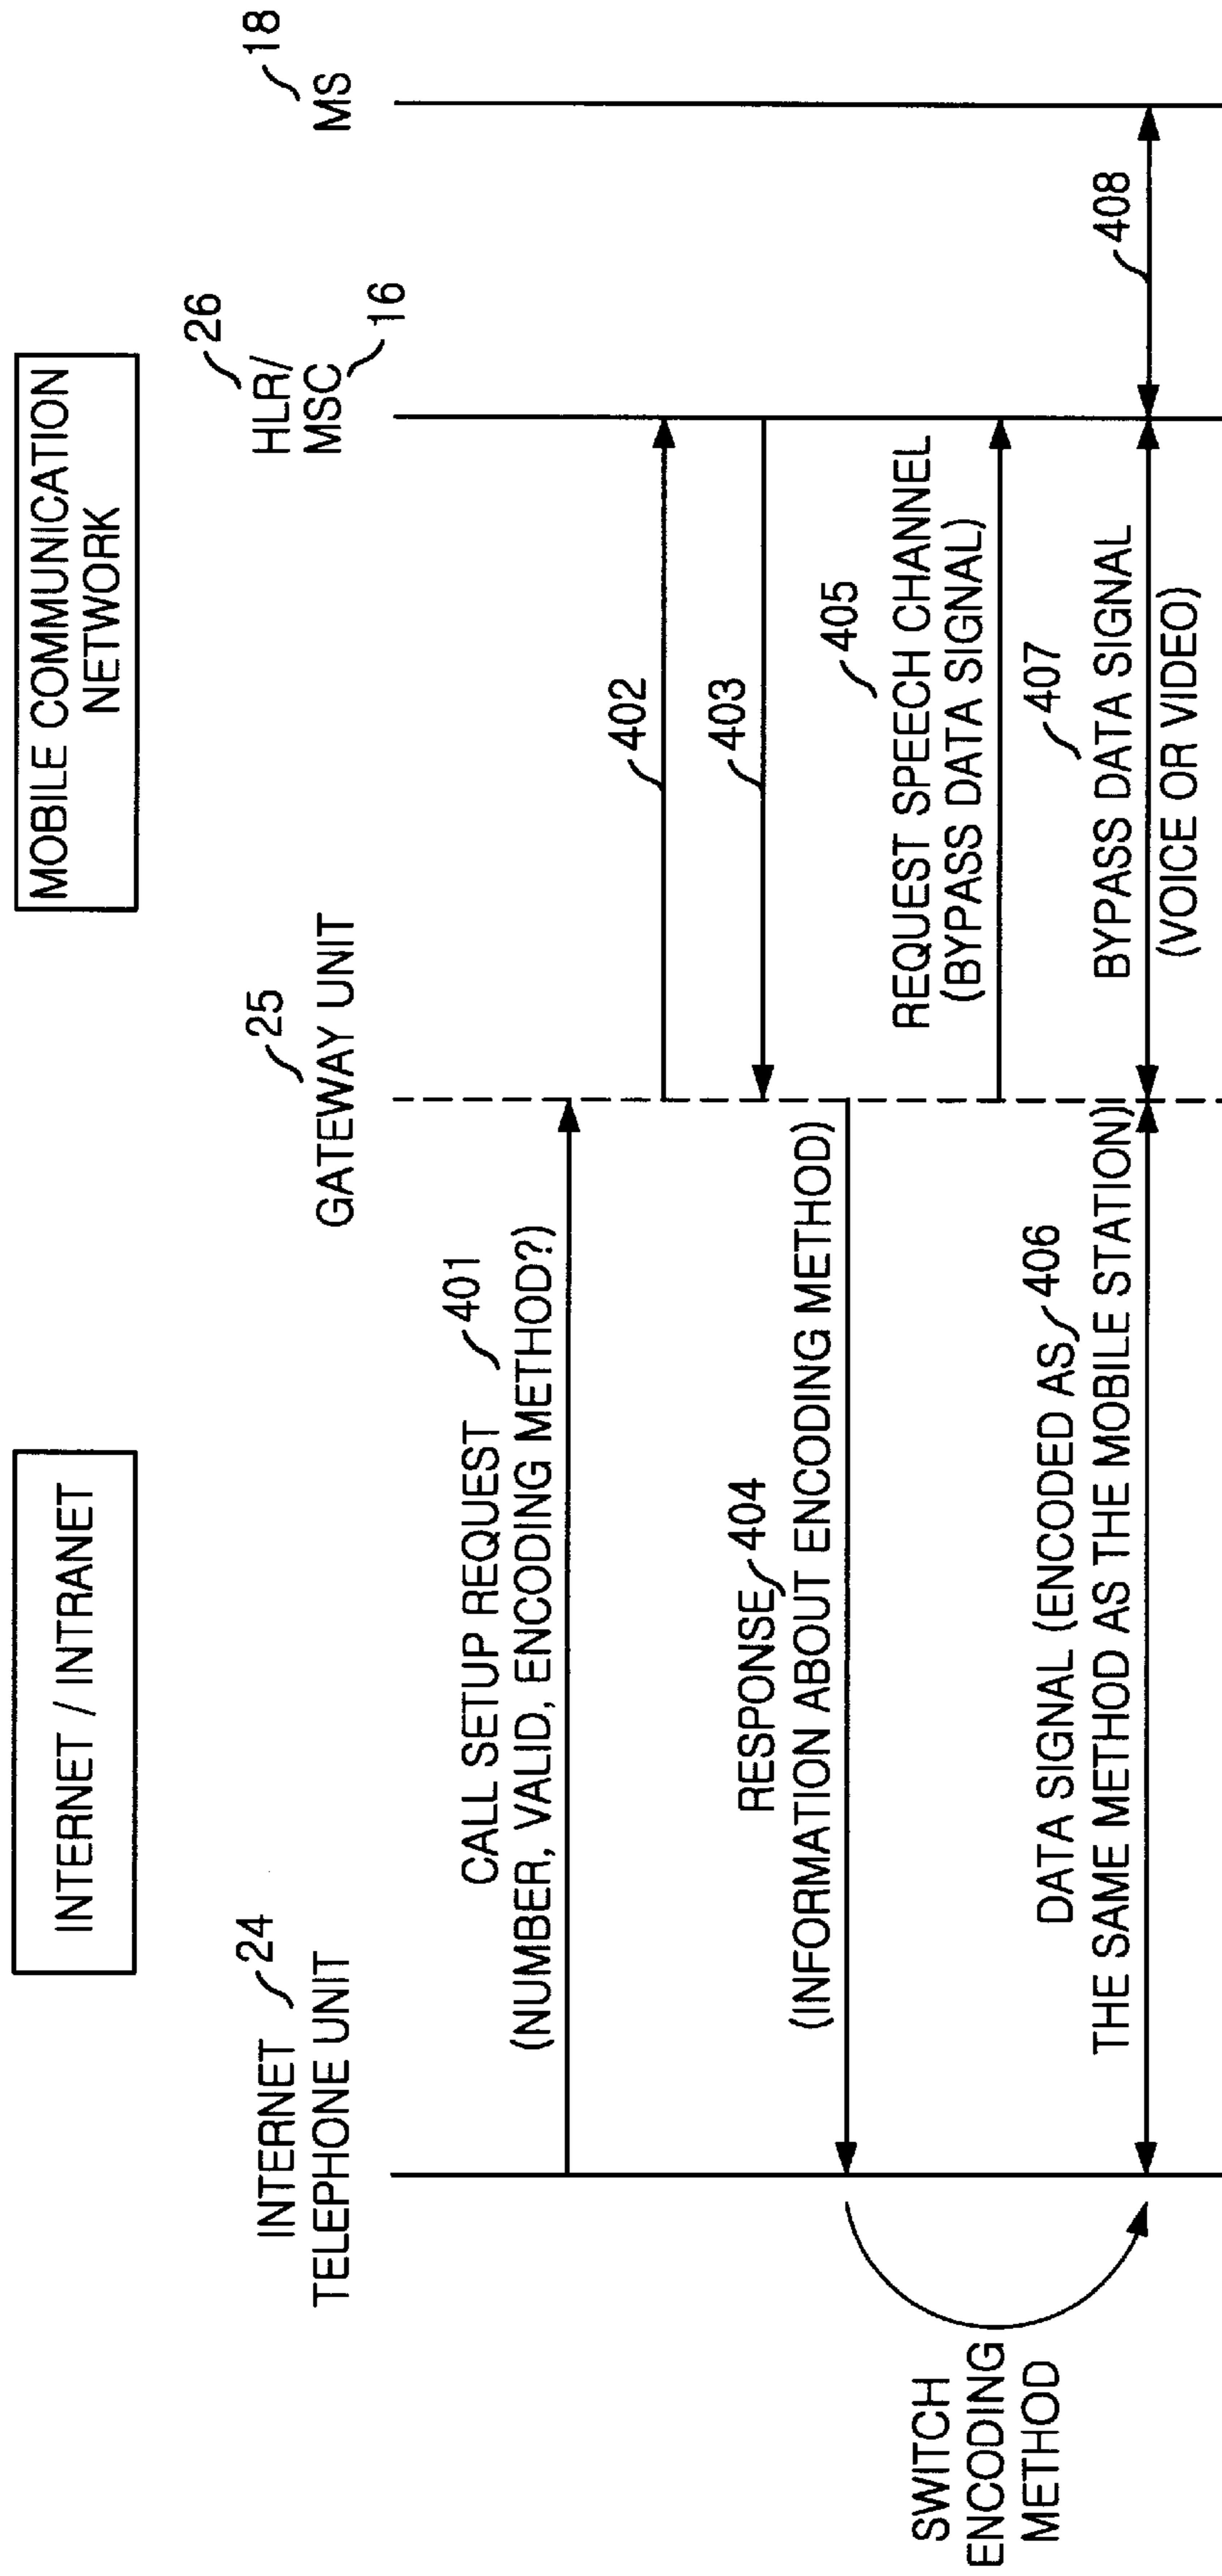 INTERNET / INTRANET
MOBILE COMMUNICATION
NETWORK
INTERNET 24
TELEPHONE UNIT
25
GATEWAY UNIT
26
HLR/
MSC
16
18
MS
CALL SETUP REQUEST 401
(NUMBER, VALID, ENCODING METHOD?)
402
403
RESPONSE 404
(INFORMATION ABOUT ENCODING METHOD)
405
REQUEST SPEECH CHANNEL
(BYPASS DATA SIGNAL)
SWITCH
ENCODING
METHOD
DATA SIGNAL (ENCODED AS 406
THE SAME METHOD AS THE MOBILE STATION)
407
BYPASS DATA SIGNAL
(VOICE OR VIDEO)
408